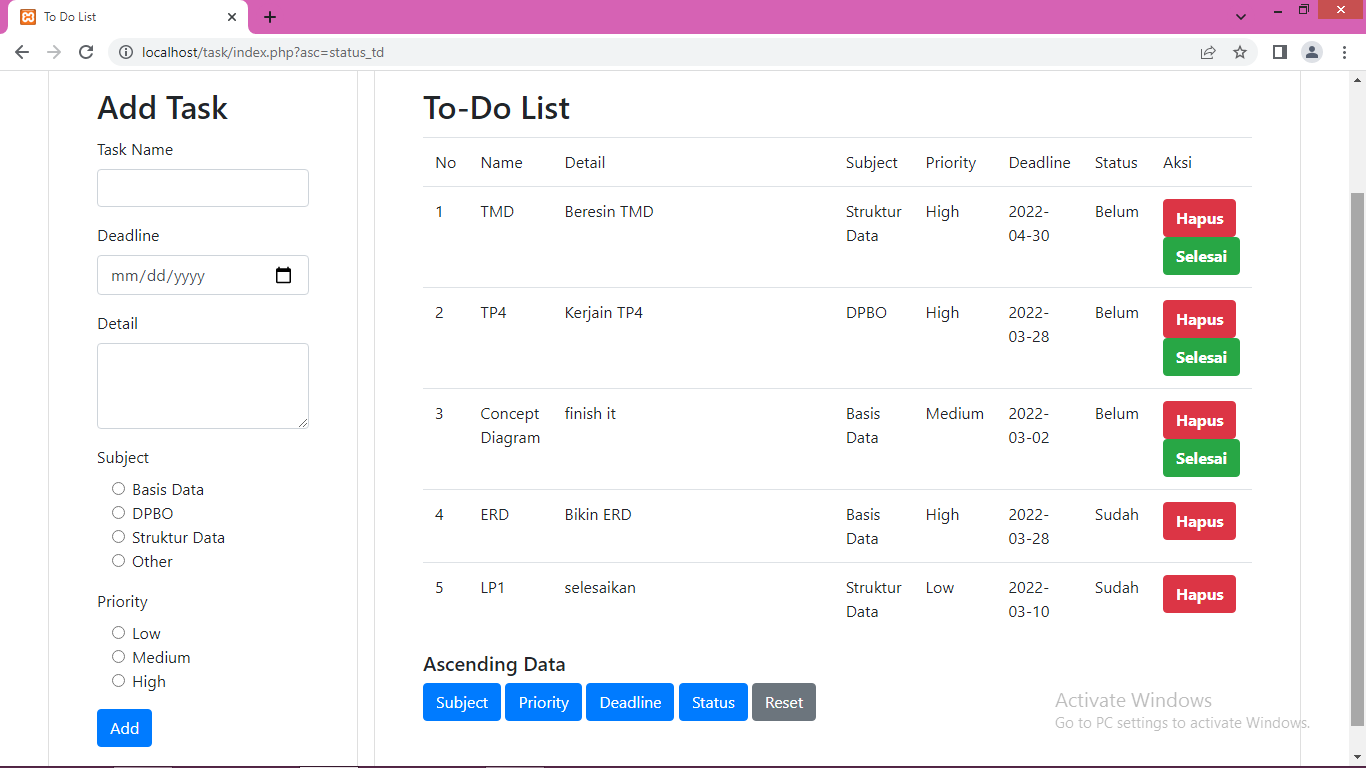 To Do List
localhost/task/index.php?asc=status_td
Add Task
Task Name
Deadline
mm/dd/yyyy
Detail
Subject
Basis Data
DPBO
Struktur Data
Other
Priority
Low
Medium
High
Add
To-Do List
No Name Detail Subject Priority Deadline Status Aksi
1 TMD Beresin TMD Struktur High 2022- Belum Hapus
Data 04-30
Selesai
2 TP4 Kerjain TP4 DPBO High 2022- Belum Hapus
03-28
Selesai
3 Concept finish it Basis Medium 2022- Belum Hapus
Diagram Data 03-02
Selesai
4 ERD Bikin ERD Basis High 2022- Sudah Hapus
Data 03-28
5 LP1 selesaikan Struktur Low 2022- Sudah Hapus
Data 03-10
Ascending Data
Subject Priority Deadline Status Reset
Activate Windows
Go to PC settings to activate Windows.